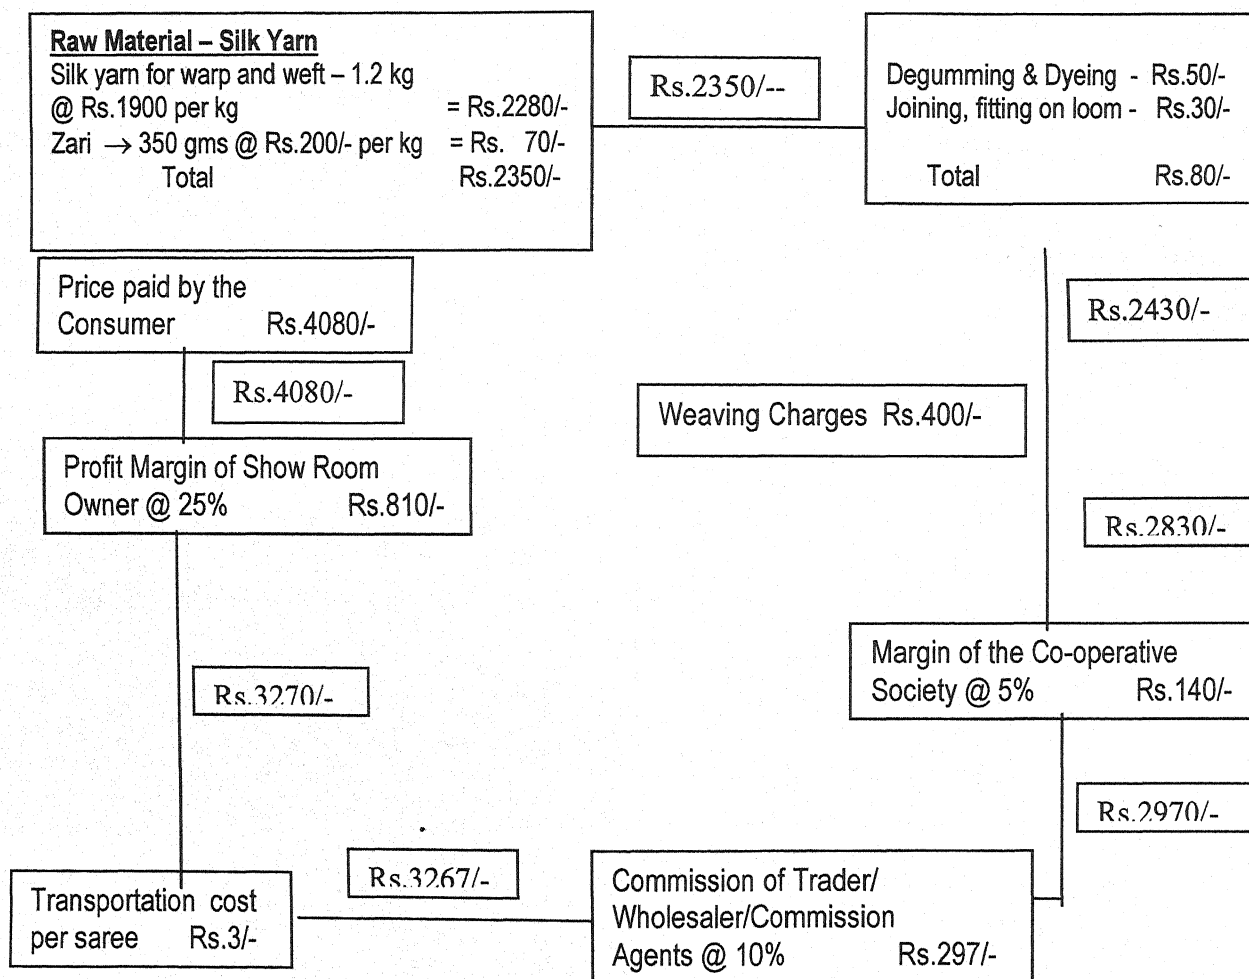 Raw Material – Silk Yarn
Silk yarn for warp and weft – 1.2 kg
@ Rs.1900 per kg = Rs.2280/-
Zari → 350 gms @ Rs.200/- per kg = Rs. 70/-
Total Rs.2350/-
Rs.2350/--
Degumming & Dyeing - Rs.50/-
Joining, fitting on loom - Rs.30/-
Total Rs.80/-
Rs.2430/-
Weaving Charges Rs.400/-
Rs.2830/-
Margin of the Co-operative
Society @ 5% Rs.140/-
Rs.2970/-
Commission of Trader/
Wholesaler/Commission
Agents @ 10% Rs.297/-
Rs.3267/-
Transportation cost
per saree Rs.3/-
Rs.3270/-
Profit Margin of Show Room
Owner @ 25% Rs.810/-
Rs.4080/-
Price paid by the
Consumer Rs.4080/-